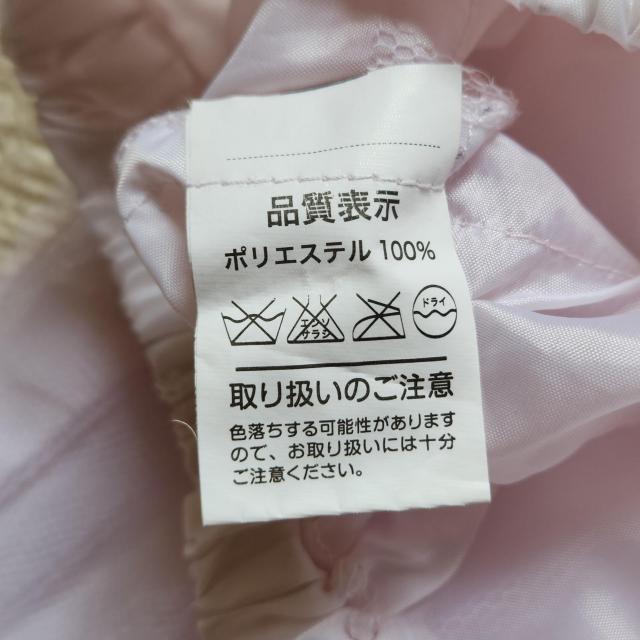 品質表示
ポリエステル 100%
エンソ
サラシ
ドライ
取り扱いのご注意
色落ちする可能性があります
ので、お取り扱いには十分
ご注意ください。